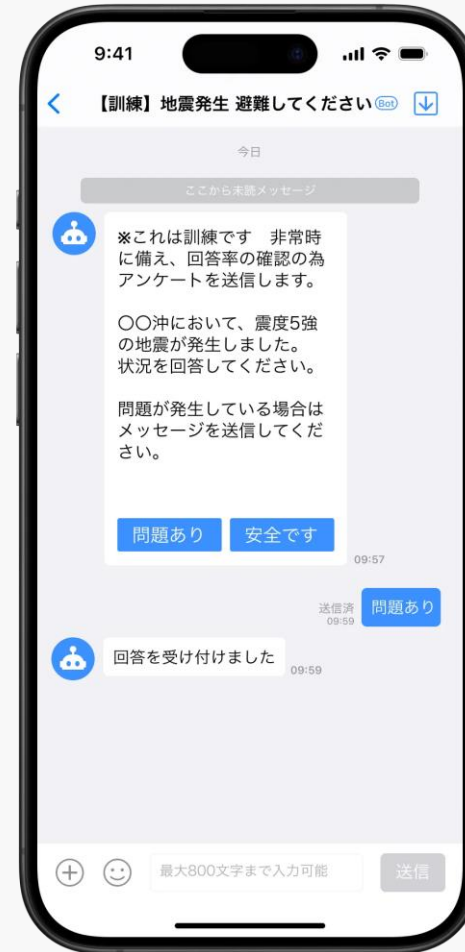 9:41
【訓練】地震発生 避難してください Bot
今日
ここから未読メッセージ
※これは訓練です　非常時
に備え、回答率の確認の為
アンケートを送信します。
〇〇沖において、震度5強
の地震が発生しました。
状況を回答してください。
問題が発生している場合は
メッセージを送信してくだ
さい。
問題あり 安全です
09:57
送信済
09:59
問題あり
回答を受け付けました
09:59
最大800文字まで入力可能
送信